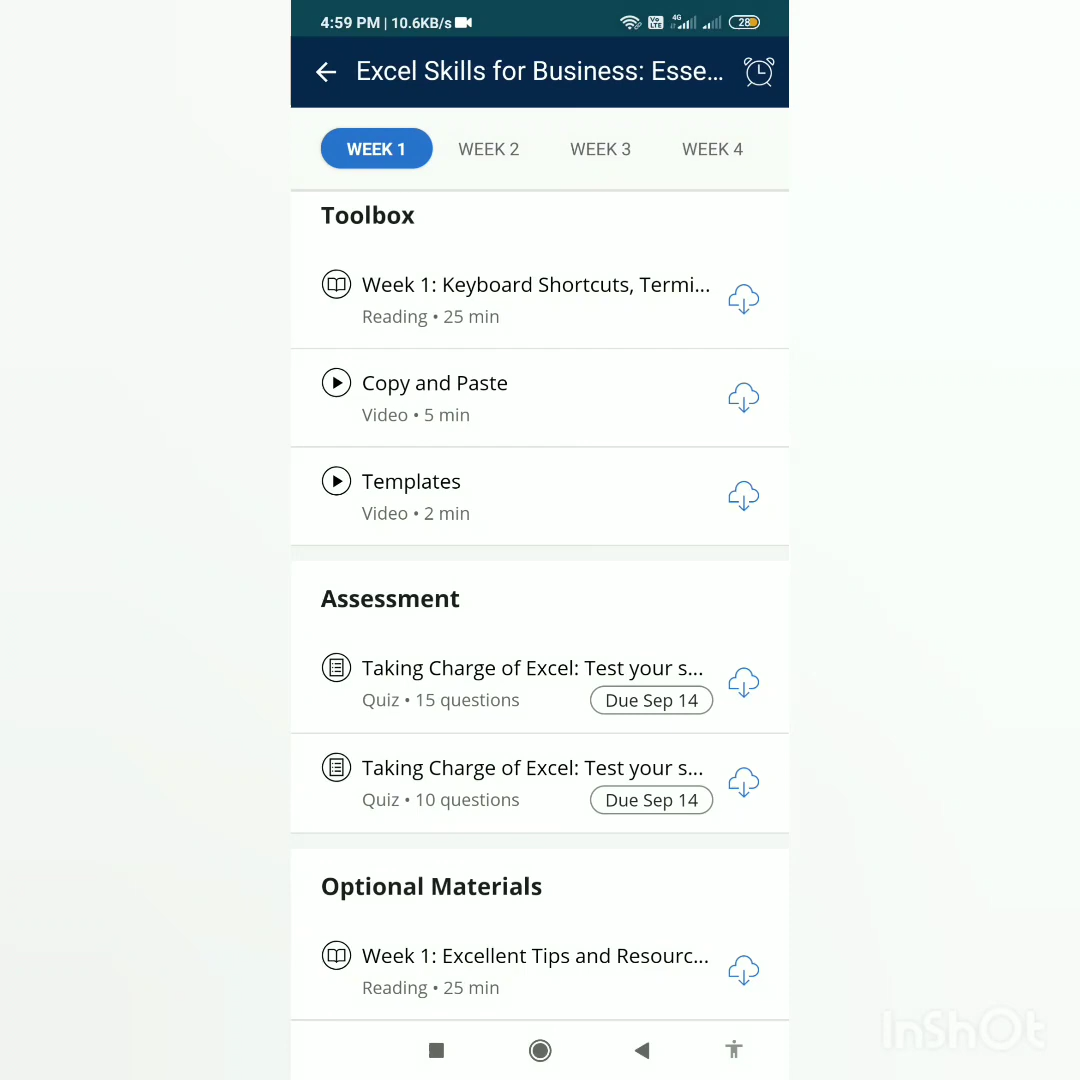 4:59 PM | 10.6KB/s
Vo LTE 4G 28
Excel Skills for Business: Esse...
WEEK 1 WEEK 2 WEEK 3 WEEK 4
Toolbox
Week 1: Keyboard Shortcuts, Termi...
Reading • 25 min
Copy and Paste
Video • 5 min
Templates
Video • 2 min
Assessment
Taking Charge of Excel: Test your s...
Quiz • 15 questions Due Sep 14
Taking Charge of Excel: Test your s...
Quiz • 10 questions Due Sep 14
Optional Materials
Week 1: Excellent Tips and Resourc...
Reading • 25 min
InShOt